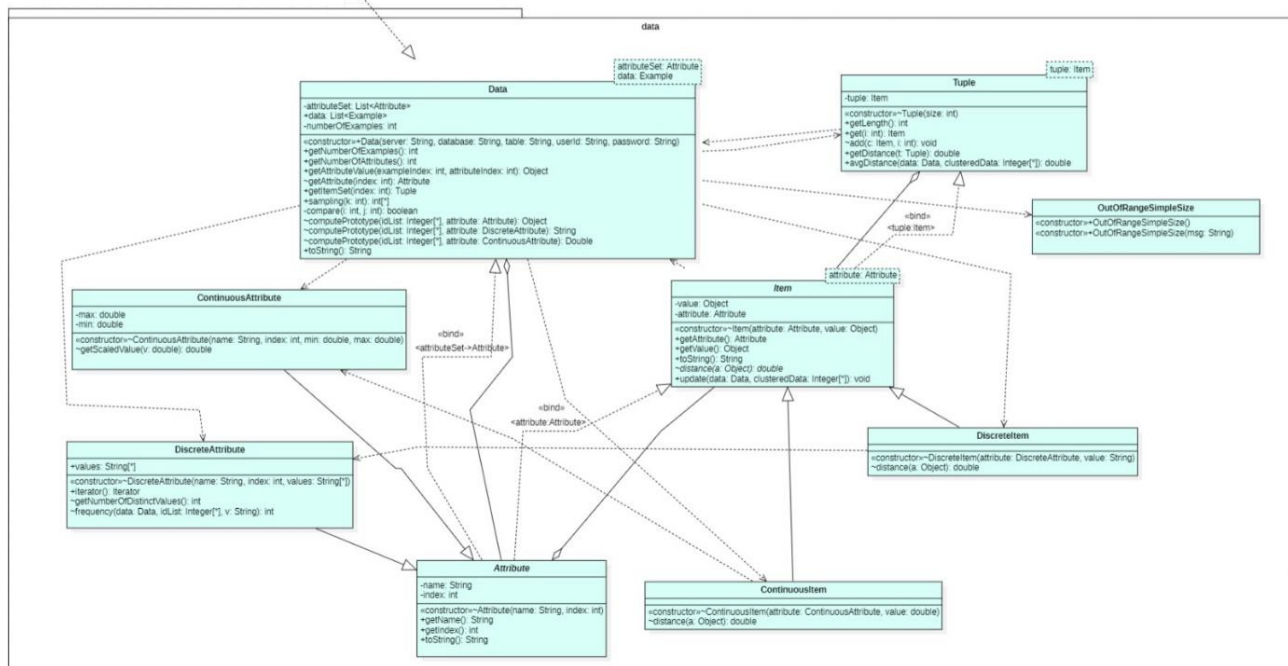 data
attributeSet: Attribute
data: Example
Data
-attributeSet: List<Attribute>
+data: List<Example>
-numberOfExamples: int
«constructor»+Data(server: String, database: String, table: String, userId: String, password: String)
+getNumberOfExamples(): int
+getNumberOfAttributes(): int
+getAttributeValue(exampleIndex: int, attributeIndex: int): Object
~getAttribute(index: int): Attribute
+getItemSet(index: int): Tuple
+sampling(k: int): int[*]
-compare(i: int, j: int): boolean
~computePrototype(idList: Integer[*], attribute: Attribute): Object
~computePrototype(idList: Integer[*], attribute: DiscreteAttribute): String
~computePrototype(idList: Integer[*], attribute: ContinuousAttribute): Double
+toString(): String
tuple: Item
Tuple
-tuple: Item
«constructor»~Tuple(size: int)
+getLength(): int
+get(i: int): Item
~add(c: Item, i: int): void
+getDistance(t: Tuple): double
+avgDistance(data: Data, clusteredData: Integer[*]): double
OutOfRangeSimpleSize
«constructor»+OutOfRangeSimpleSize()
«constructor»+OutOfRangeSimpleSize(msg: String)
«bind»
<tuple:Item>
attribute: Attribute
Item
-value: Object
-attribute: Attribute
«constructor»~Item(attribute: Attribute, value: Object)
+getAttribute(): Attribute
+getValue(): Object
+toString(): String
~distance(a: Object): double
+update(data: Data, clusteredData: Integer[*]): void
ContinuousAttribute
-max: double
-min: double
«constructor»~ContinuousAttribute(name: String, index: int, min: double, max: double)
~getScaledValue(v: double): double
«bind»
<attributeSet->Attribute>
«bind»
<attribute:Attribute>
DiscreteAttribute
+values: String[*]
«constructor»~DiscreteAttribute(name: String, index: int, values: String[*])
+iterator(): Iterator
~getNumberOfDistinctValues(): int
~frequency(data: Data, idList: Integer[*], v: String): int
DiscreteItem
«constructor»~DiscreteItem(attribute: DiscreteAttribute, value: String)
~distance(a: Object): double
Attribute
-name: String
-index: int
«constructor»~Attribute(name: String, index: int)
+getName(): String
+getIndex(): int
+toString(): String
ContinuousItem
«constructor»~ContinuousItem(attribute: ContinuousAttribute, value: double)
~distance(a: Object): double